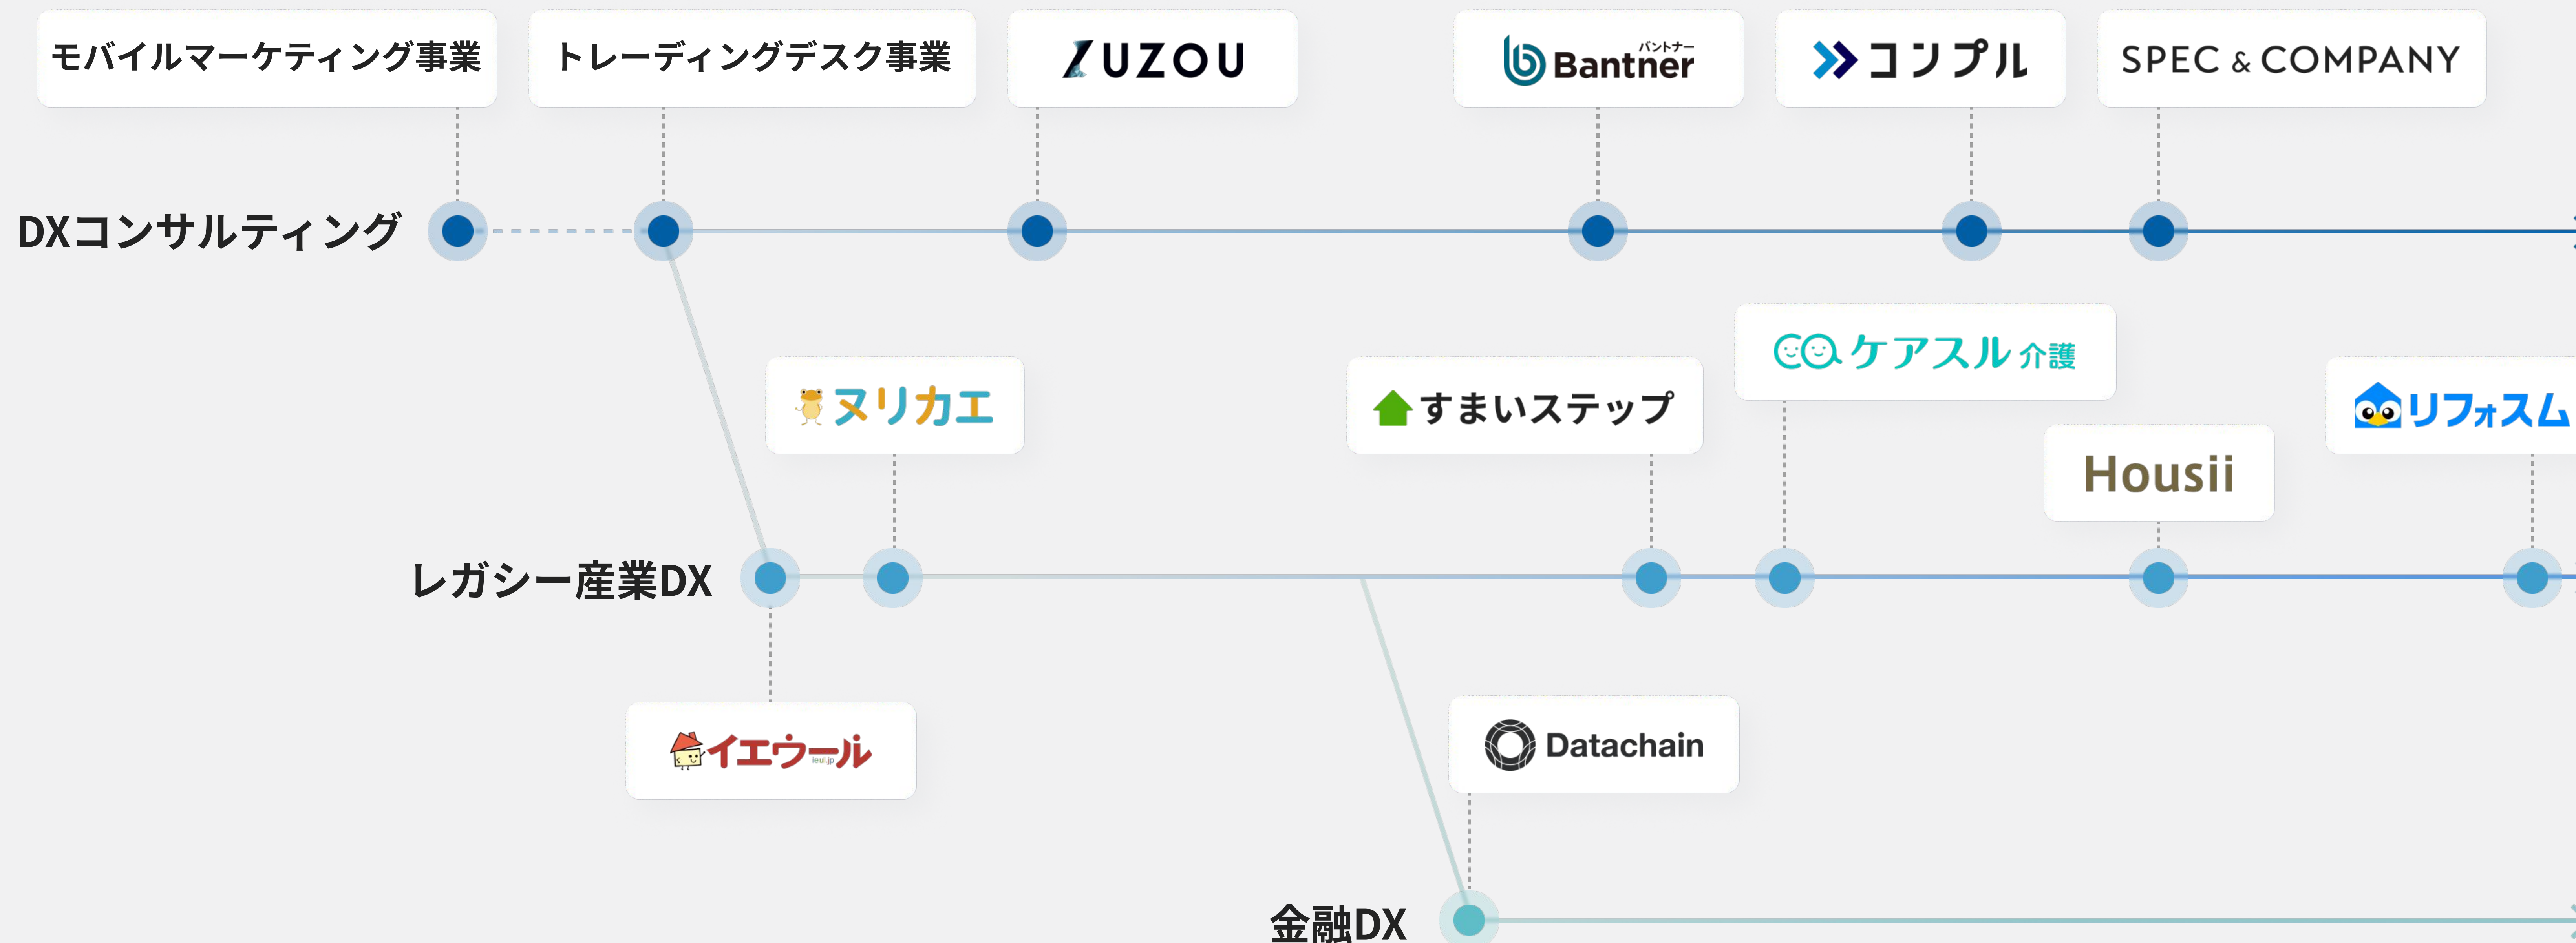 モバイルマーケティング事業
トレーディングデスク事業
ZUZOU
バントナー
Bantner
コンプル
SPEC & COMPANY
DXコンサルティング
ケアスル 介護
ヌリカエ
すまいステップ
リフォスム
Housii
レガシー産業DX
イエウール
ieul.jp
Datachain
金融DX